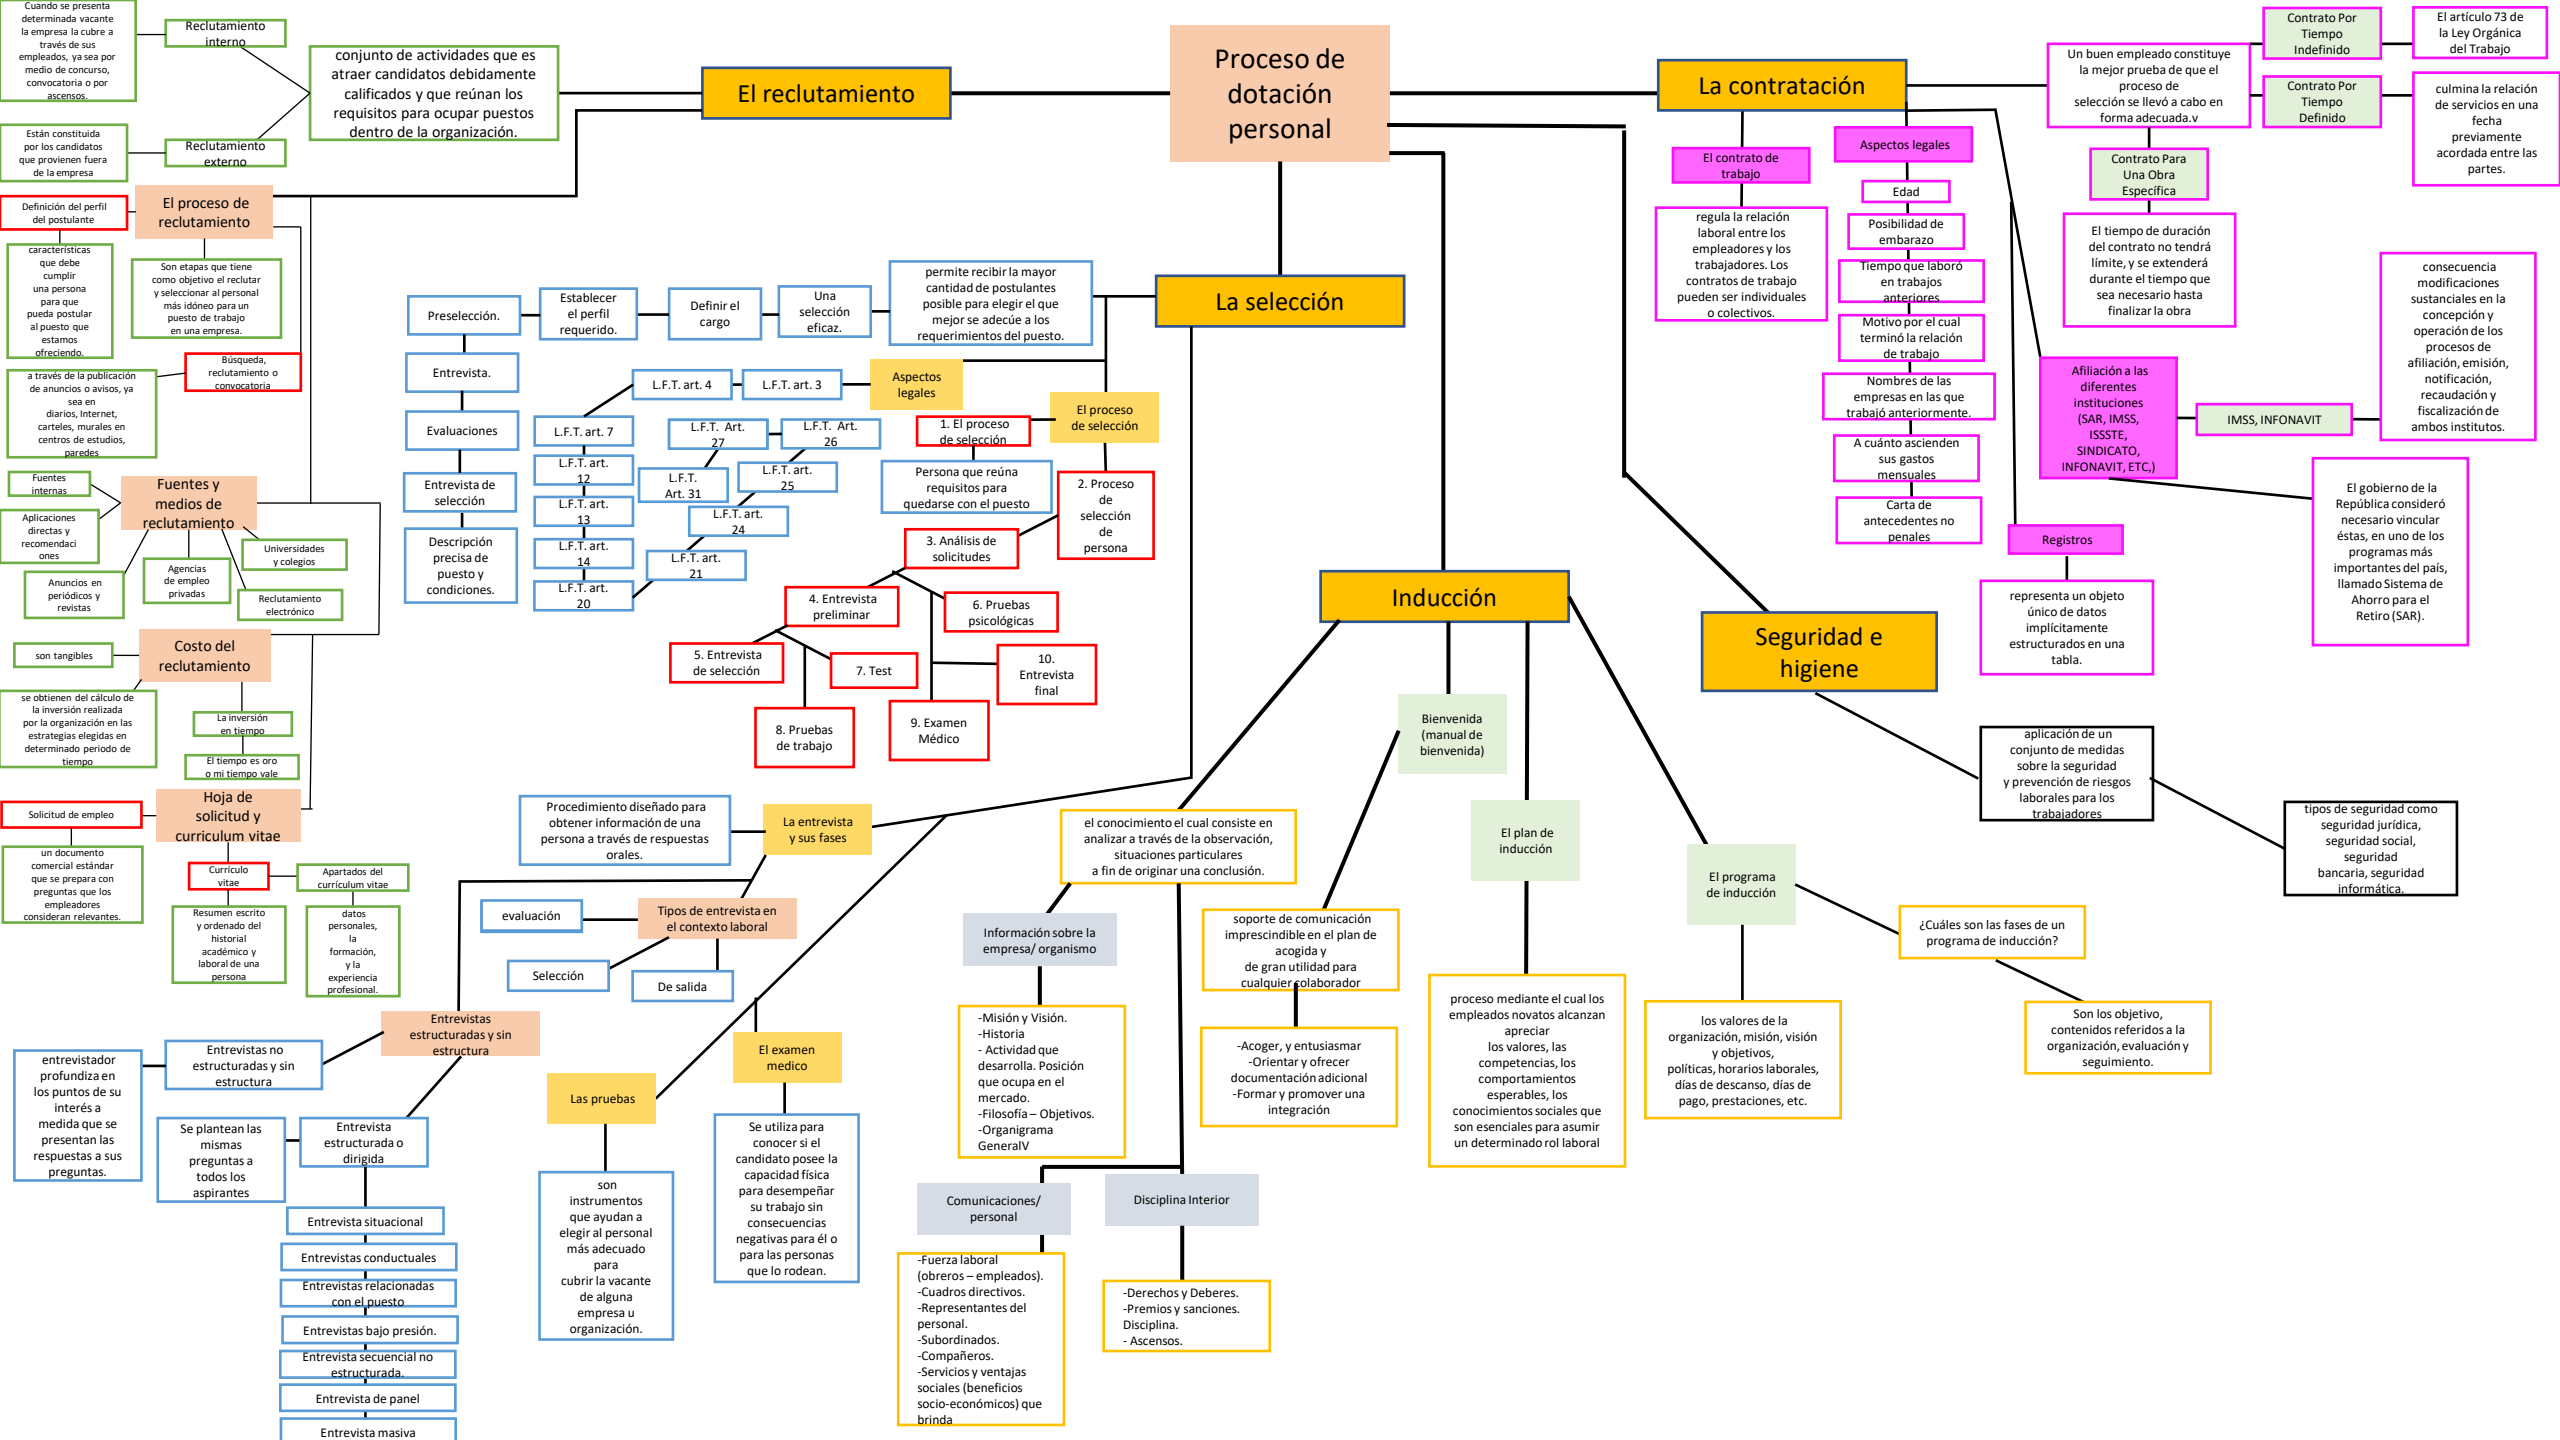 Proceso de
dotación
personal
El reclutamiento
conjunto de actividades que es
atraer candidatos debidamente
calificados y que reúnan los
requisitos para ocupar puestos
dentro de la organización.
Reclutamiento
interno
Cuando se presenta
determinada vacante
la empresa la cubre a
través de sus
empleados, ya sea por
medio de concurso,
convocatoria o por
ascensos.
Reclutamiento
externo
Están constituida
por los candidatos
que provienen fuera
de la empresa
El proceso de
reclutamiento
Definición del perfil
del postulante
características
que debe
cumplir
una persona
para que
pueda postular
al puesto que
estamos
ofreciendo.
Son etapas que tiene
como objetivo el reclutar
y seleccionar al personal
más idóneo para un
puesto de trabajo
en una empresa.
Búsqueda,
reclutamiento o
convocatoria
a través de la publicación
de anuncios o avisos, ya
sea en
diarios, Internet,
carteles, murales en
centros de estudios,
paredes
Fuentes y
medios de
reclutamiento
Fuentes
internas
Aplicaciones
directas y
recomendaci
ones
Anuncios en
periódicos y
revistas
Agencias
de empleo
privadas
Universidades
y colegios
Reclutamiento
electrónico
Costo del
reclutamiento
son tangibles
se obtienen del cálculo de
la inversión realizada
por la organización en las
estrategias elegidas en
determinado periodo de
tiempo
La inversión
en tiempo
El tiempo es oro
o mi tiempo vale
Hoja de
solicitud y
curriculum vitae
Solicitud de empleo
un documento
comercial estándar
que se prepara con
preguntas que los
empleadores
consideran relevantes.
Currículo
vitae
Apartados del
currículum vitae
Resumen escrito
y ordenado del
historial
académico y
laboral de una
persona
datos
personales,
la
formación,
y la
experiencia
profesional.
La selección
permite recibir la mayor
cantidad de postulantes
posible para elegir el que
mejor se adecúe a los
requerimientos del puesto.
Una
selección
eficaz.
Definir el
cargo
Establecer
el perfil
requerido.
Preselección.
Entrevista.
Evaluaciones
Entrevista de
selección
Descripción
precisa de
puesto y
condiciones.
Aspectos
legales
L.F.T. art. 3
L.F.T. art. 4
L.F.T. art. 7
L.F.T. art.
12
L.F.T. art.
13
L.F.T. art.
14
L.F.T. art.
20
L.F.T. art.
21
L.F.T. art.
24
L.F.T. art.
25
L.F.T. Art.
26
L.F.T. Art.
27
L.F.T.
Art. 31
El proceso
de selección
1. El proceso
de selección
Persona que reúna
requisitos para
quedarse con el puesto
2. Proceso
de
selección
de
persona
3. Análisis de
solicitudes
4. Entrevista
preliminar
5. Entrevista
de selección
6. Pruebas
psicológicas
7. Test
8. Pruebas
de trabajo
9. Examen
Médico
10.
Entrevista
final
La entrevista
y sus fases
Procedimiento diseñado para
obtener información de una
persona a través de respuestas
orales.
Tipos de entrevista en
el contexto laboral
evaluación
Selección
De salida
Entrevistas
estructuradas y sin
estructura
Entrevistas no
estructuradas y sin
estructura
entrevistador
profundiza en
los puntos de su
interés a
medida que se
presentan las
respuestas a sus
preguntas.
Entrevista
estructurada o
dirigida
Se plantean las
mismas
preguntas a
todos los
aspirantes
Entrevista situacional
Entrevistas conductuales
Entrevistas relacionadas
con el puesto
Entrevistas bajo presión.
Entrevista secuencial no
estructurada.
Entrevista de panel
Entrevista masiva
Las pruebas
son
instrumentos
que ayudan a
elegir al personal
más adecuado
para
cubrir la vacante
de alguna
empresa u
organización.
El examen
medico
Se utiliza para
conocer si el
candidato posee la
capacidad física
para desempeñar
su trabajo sin
consecuencias
negativas para él o
para las personas
que lo rodean.
Inducción
el conocimiento el cual consiste en
analizar a través de la observación,
situaciones particulares
a fin de originar una conclusión.
Información sobre la
empresa/ organismo
-Misión y Visión.
-Historia
- Actividad que
desarrolla. Posición
que ocupa en el
mercado.
-Filosofía – Objetivos.
-Organigrama
GeneralV
Comunicaciones/
personal
-Fuerza laboral
(obreros – empleados).
-Cuadros directivos.
-Representantes del
personal.
-Subordinados.
-Compañeros.
-Servicios y ventajas
sociales (beneficios
socio-económicos) que
brinda
Disciplina Interior
-Derechos y Deberes.
-Premios y sanciones.
Disciplina.
- Ascensos.
Bienvenida
(manual de
bienvenida)
soporte de comunicación
imprescindible en el plan de
acogida y
de gran utilidad para
cualquier colaborador
-Acoger, y entusiasmar
-Orientar y ofrecer
documentación adicional
-Formar y promover una
integración
El plan de
inducción
proceso mediante el cual los
empleados novatos alcanzan
apreciar
los valores, las
competencias, los
comportamientos
esperables, los
conocimientos sociales que
son esenciales para asumir
un determinado rol laboral
El programa
de inducción
los valores de la
organización, misión, visión
y objetivos,
políticas, horarios laborales,
días de descanso, días de
pago, prestaciones, etc.
¿Cuáles son las fases de un
programa de inducción?
Son los objetivo,
contenidos referidos a la
organización, evaluación y
seguimiento.
Seguridad e
higiene
aplicación de un
conjunto de medidas
sobre la seguridad
y prevención de riesgos
laborales para los
trabajadores
tipos de seguridad como
seguridad jurídica,
seguridad social,
seguridad
bancaria, seguridad
informática.
La contratación
El contrato de
trabajo
regula la relación
laboral entre los
empleadores y los
trabajadores. Los
contratos de trabajo
pueden ser individuales
o colectivos.
Aspectos legales
Edad
Posibilidad de
embarazo
Tiempo que laboró
en trabajos
anteriores
Motivo por el cual
terminó la relación
de trabajo
Nombres de las
empresas en las que
trabajó anteriormente.
A cuánto ascienden
sus gastos
mensuales
Carta de
antecedentes no
penales
Un buen empleado constituye
la mejor prueba de que el
proceso de
selección se llevó a cabo en
forma adecuada.v
Contrato Por
Tiempo
Indefinido
El artículo 73 de
la Ley Orgánica
del Trabajo
Contrato Por
Tiempo
Definido
culmina la relación
de servicios en una
fecha
previamente
acordada entre las
partes.
Contrato Para
Una Obra
Específica
El tiempo de duración
del contrato no tendrá
límite, y se extenderá
durante el tiempo que
sea necesario hasta
finalizar la obra
Afiliación a las
diferentes
instituciones
(SAR, IMSS,
ISSSTE,
SINDICATO,
INFONAVIT, ETC,)
IMSS, INFONAVIT
consecuencia
modificaciones
sustanciales en la
concepción y
operación de los
procesos de
afiliación, emisión,
notificación,
recaudación y
fiscalización de
ambos institutos.
El gobierno de la
República consideró
necesario vincular
éstas, en uno de los
programas más
importantes del país,
llamado Sistema de
Ahorro para el
Retiro (SAR).
Registros
representa un objeto
único de datos
implícitamente
estructurados en una
tabla.